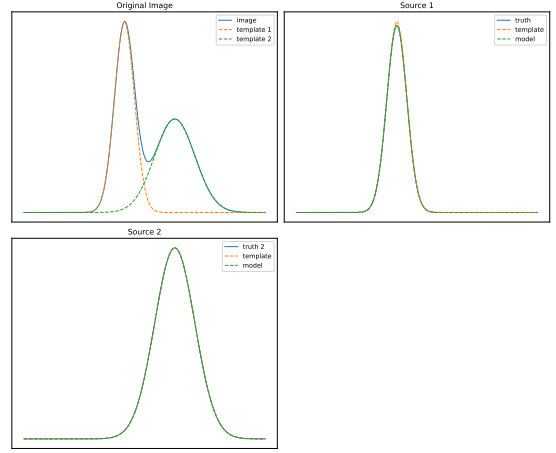 Original Image
image
template 1
template 2
Source 1
truth
template
model
Source 2
truth 2
template
model